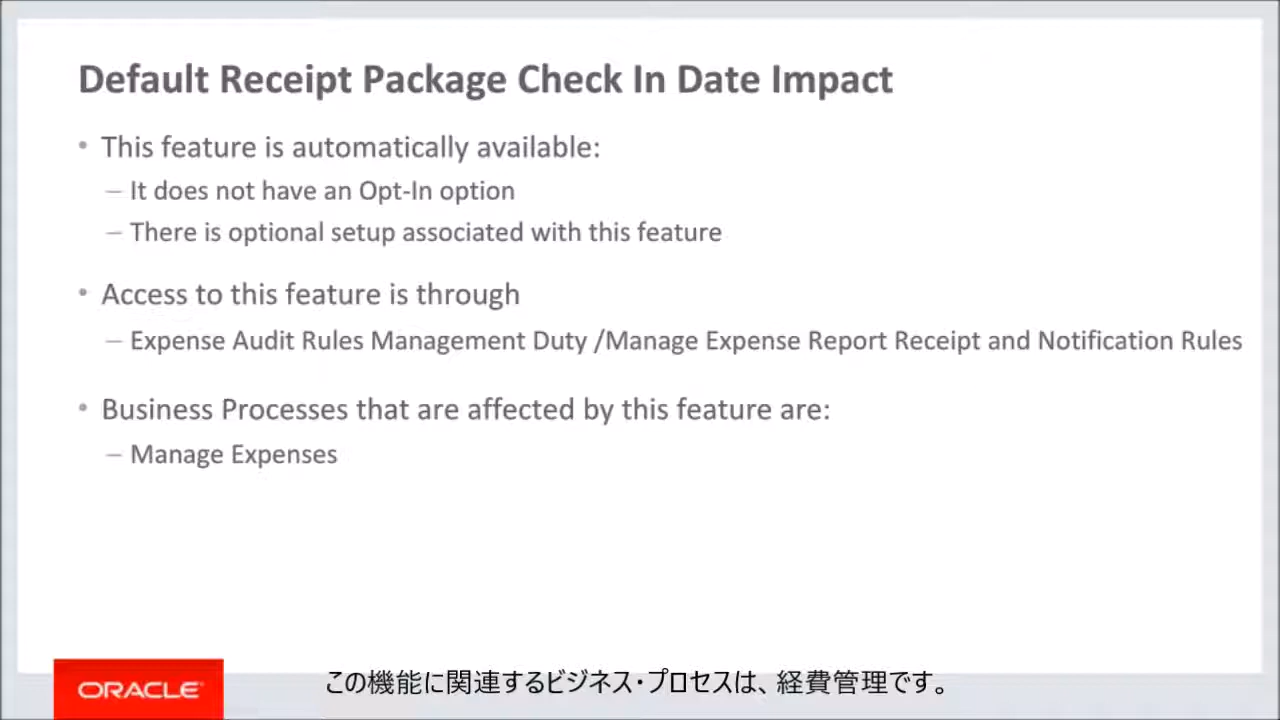 Default Receipt Package Check In Date Impact
• This feature is automatically available:
– It does not have an Opt-In option
– There is optional setup associated with this feature
• Access to this feature is through
– Expense Audit Rules Management Duty /Manage Expense Report Receipt and Notification Rules
• Business Processes that are affected by this feature are:
– Manage Expenses
ORACLE
この機能に関連するビジネス・プロセスは、経費管理です。